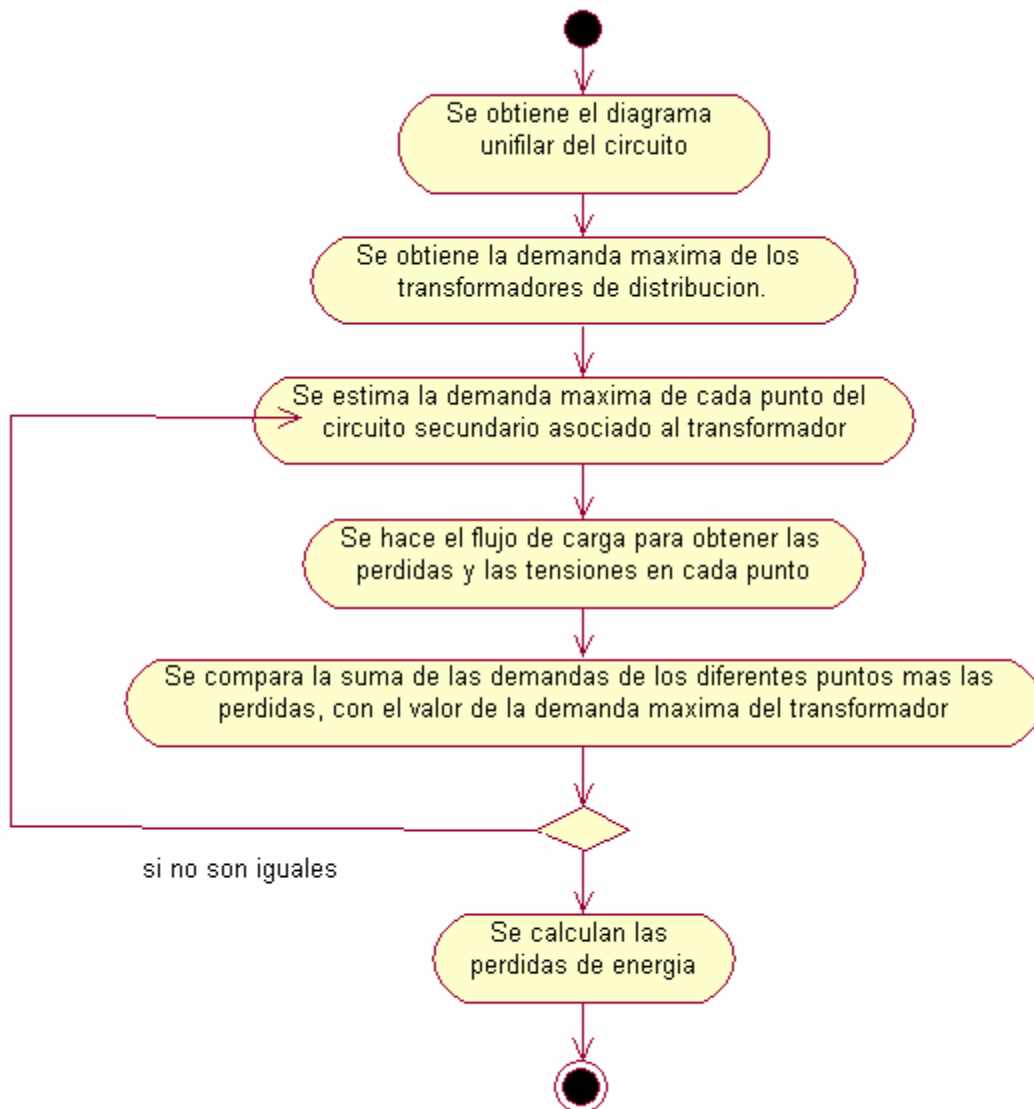 Se obtiene el diagrama
unifilar del circuito
Se obtiene la demanda maxima de los
transformadores de distribucion.
Se estima la demanda maxima de cada punto del
circuito secundario asociado al transformador
Se hace el flujo de carga para obtener las
perdidas y las tensiones en cada punto
Se compara la suma de las demandas de los diferentes puntos mas las
perdidas, con el valor de la demanda maxima del transformador
si no son iguales
Se calculan las
perdidas de energia